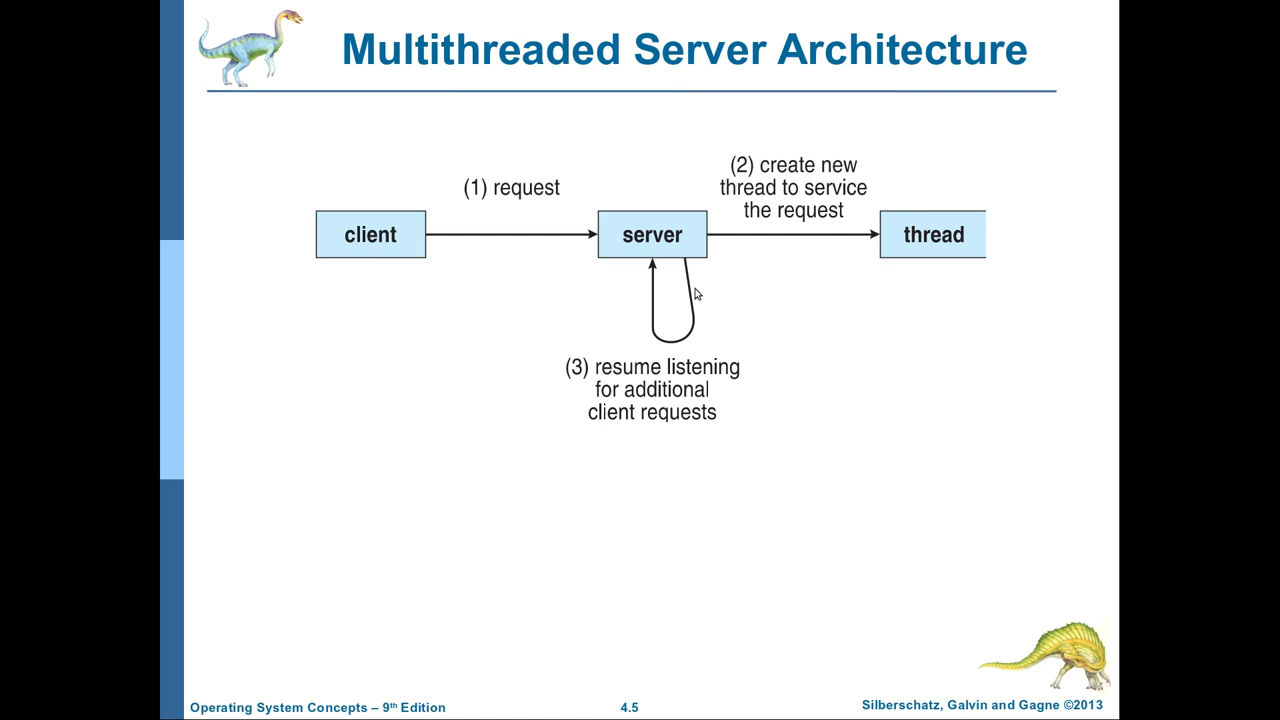 Multithreaded Server Architecture
(1) request
(2) create new
thread to service
the request
client
server
thread
(3) resume listening
for additional
client requests
Operating System Concepts – 9th Edition
4.5
Silberschatz, Galvin and Gagne ©2013